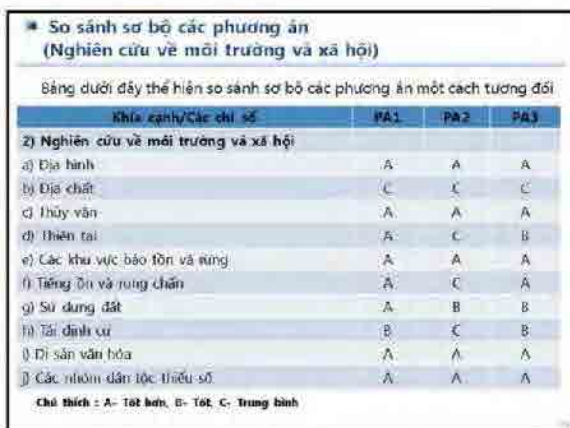 So sánh sơ bộ các phương án
(Nghiên cứu về môi trường và xã hội)
Bảng dưới đây thể hiện so sánh sơ bộ các phương án một cách tương đối
Khía cạnh/Các chỉ số PA1 PA2 PA3
2) Nghiên cứu về môi trường và xã hội
a) Địa hình A A A
b) Địa chất C C C
c) Thủy văn A A A
d) Thiên tai A C B
e) Các khu vực bảo tồn và rừng A A A
f) Tiếng ồn và rung chấn A C A
g) Sử dụng đất A B B
h) Tái định cư B C B
i) Di sản văn hóa A A A
j) Các nhóm dân tộc thiểu số A A A
Chú thích : A- Tốt hơn, B- Tốt, C- Trung bình